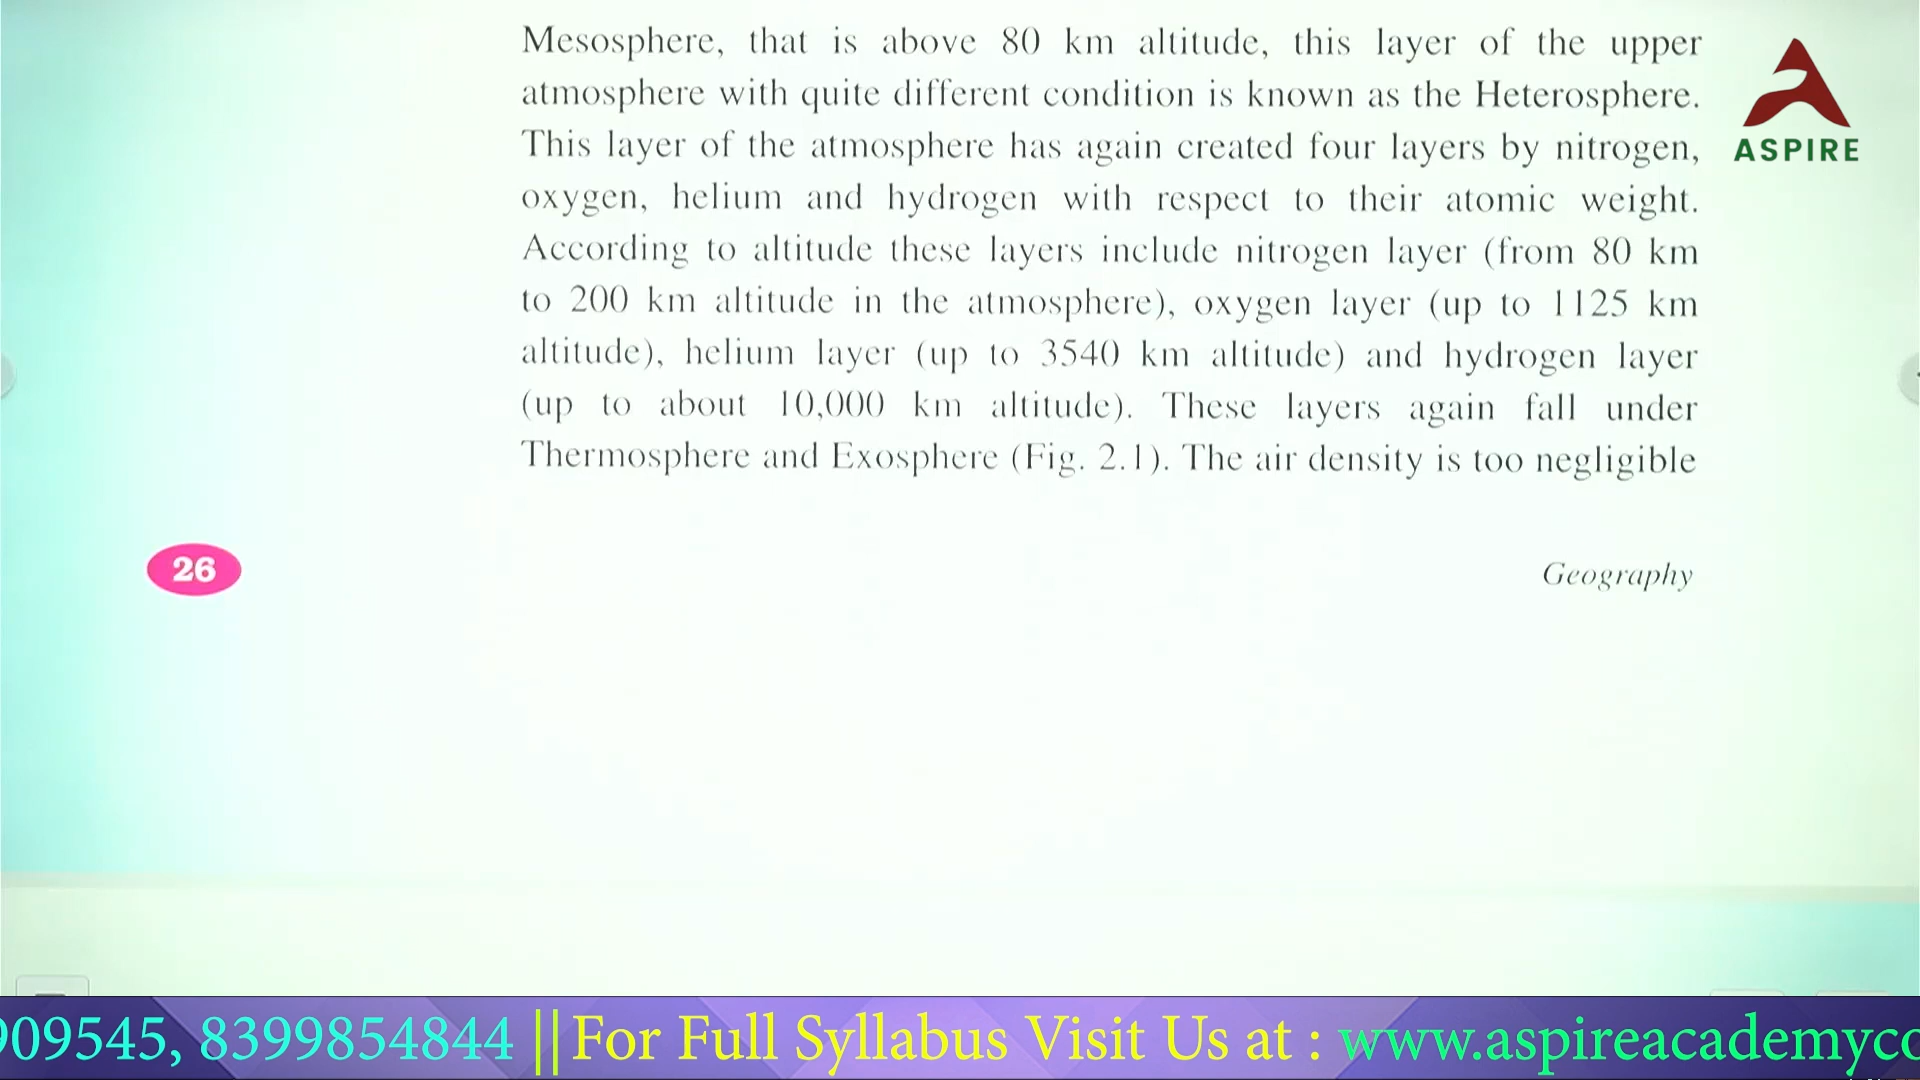 Mesosphere, that is above 80 km altitude, this layer of the upper
atmosphere with quite different condition is known as the Heterosphere.
This layer of the atmosphere has again created four layers by nitrogen,
oxygen, helium and hydrogen with respect to their atomic weight.
According to altitude these layers include nitrogen layer (from 80 km
to 200 km altitude in the atmosphere), oxygen layer (up to 1125 km
altitude), helium layer (up to 3540 km altitude) and hydrogen layer
(up to about 10,000 km altitude). These layers again fall under
Thermosphere and Exosphere (Fig. 2.1). The air density is too negligible
ASPIRE
26
Geography
909545, 8399854844 || For Full Syllabus Visit Us at : www.aspireacademyco